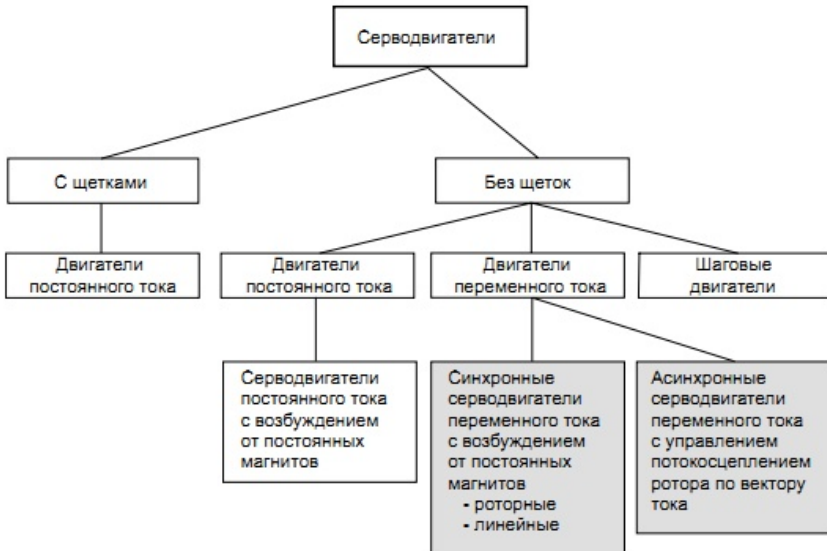 Серводвигатели
С щетками
Без щеток
Двигатели
постоянного тока
Двигатели
постоянного тока
Двигатели
переменного тока
Шаговые
двигатели
Серводвигатели
постоянного тока
с возбуждением
от постоянных
магнитов
Синхронные
серводвигатели
переменного тока
с возбуждением
от постоянных
магнитов
- роторные
- линейные
Асинхронные
серводвигатели
переменного тока
с управлением
потокосцеплением
ротора по вектору
тока